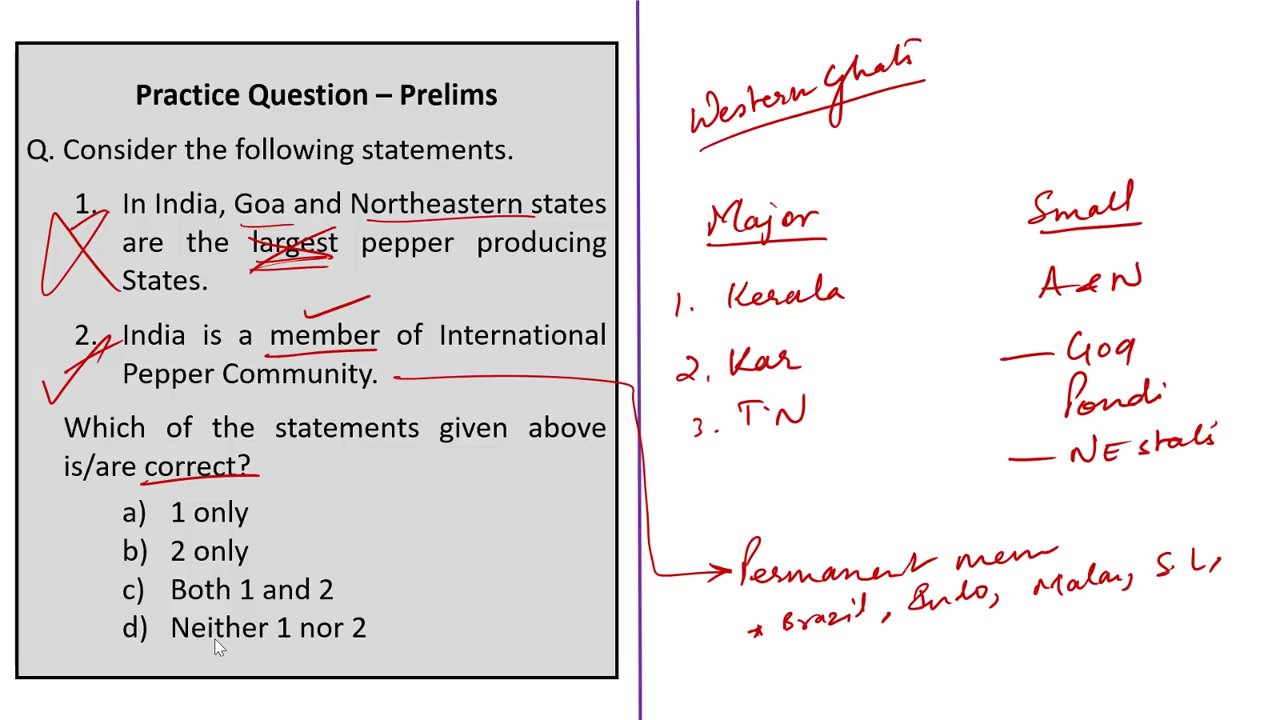 Practice Question – Prelims
Q. Consider the following statements.
1. In India, Goa and Northeastern states
are the largest pepper producing
States.
2. India is a member of International
Pepper Community.
Which of the statements given above
is/are correct?
a) 1 only
b) 2 only
c) Both 1 and 2
d) Neither 1 nor 2
Western Ghats
Major
1. Kerala
2. Kar
3. T.N
Small
A & N
— Goa
Pondi
— NE stats
Permanent mem
* Brazil, Indo, Malay, S L,